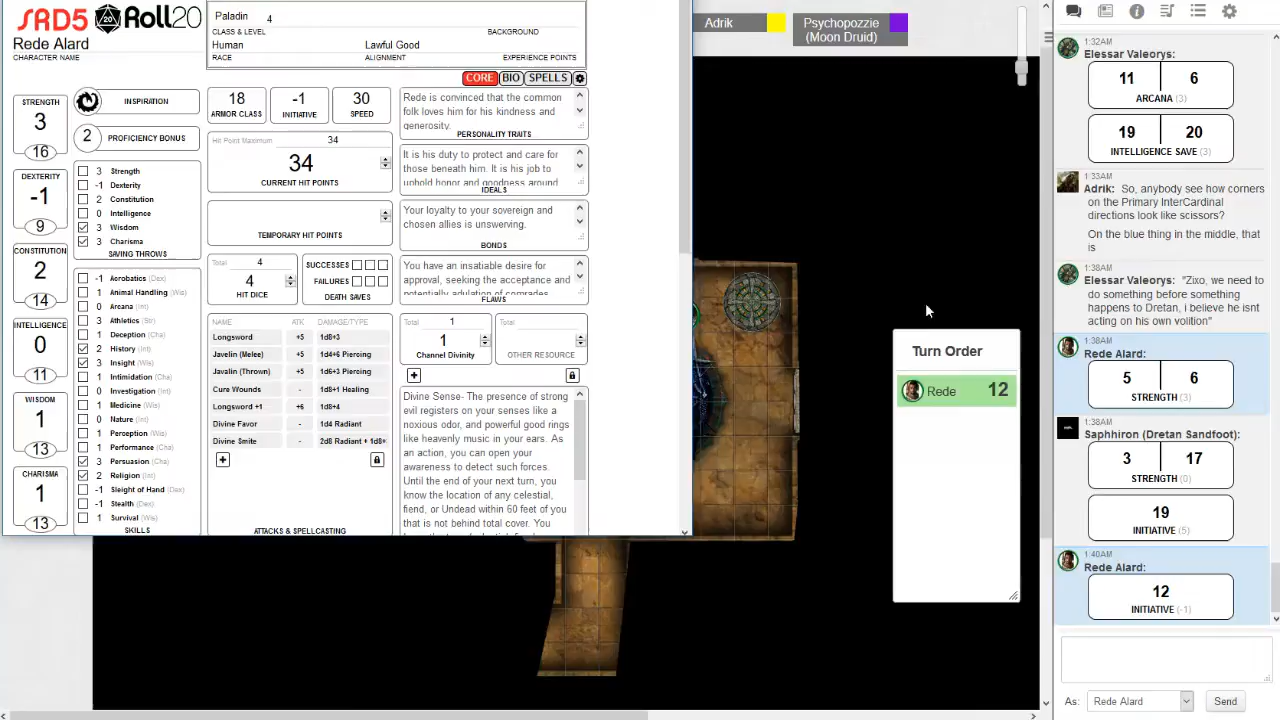 SRD5 Roll20
Rede Alard
CHARACTER NAME
Paladin 4
CLASS & LEVEL
BACKGROUND
Human
Lawful Good
RACE
ALIGNMENT
EXPERIENCE POINTS
CORE
BIO
SPELLS
STRENGTH
3
16
DEXTERITY
-1
9
CONSTITUTION
2
14
INTELLIGENCE
0
11
WISDOM
1
13
CHARISMA
1
13
INSPIRATION
2
PROFICIENCY BONUS
3 Strength
-1 Dexterity
2 Constitution
0 Intelligence
3 Wisdom
3 Charisma
SAVING THROWS
-1 Acrobatics (Dex)
1 Animal Handling (Wis)
0 Arcana (Int)
3 Athletics (Str)
1 Deception (Cha)
2 History (Int)
3 Insight (Wis)
1 Intimidation (Cha)
0 Investigation (Int)
1 Medicine (Wis)
0 Nature (Int)
1 Perception (Wis)
1 Performance (Cha)
3 Persuasion (Cha)
2 Religion (Int)
-1 Sleight of Hand (Dex)
-1 Stealth (Dex)
1 Survival (Wis)
SKILLS
18
ARMOR CLASS
-1
INITIATIVE
30
SPEED
Hit Point Maximum 34
34
CURRENT HIT POINTS
TEMPORARY HIT POINTS
Total 4
4
HIT DICE
SUCCESSES
FAILURES
DEATH SAVES
NAME ATK DAMAGE/TYPE
Longsword +5 1d8+3
Javelin (Melee) +5 1d4+6 Piercing
Javelin (Thrown) +5 1d6+3 Piercing
Cure Wounds - 1d8+1 Healing
Longsword +1 +6 1d8+4
Divine Favor - 1d4 Radiant
Divine Smite - 2d8 Radiant + 1d8+
ATTACKS & SPELLCASTING
Rede is convinced that the common
folk loves him for his kindness and
generosity.
PERSONALITY TRAITS
It is his duty to protect and care for
those beneath him. It is his job to
uphold honor and goodness around
IDEALS
Your loyalty to your sovereign and
chosen allies is unswerving.
BONDS
You have an insatiable desire for
approval, seeking the acceptance and
potentially adulation of comrades
FLAWS
Total 1
1
Channel Divinity
Total
OTHER RESOURCE
Divine Sense- The presence of strong
evil registers on your senses like a
noxious odor, and powerful good rings
like heavenly music in your ears. As
an action, you can open your
awareness to detect such forces.
Until the end of your next turn, you
know the location of any celestial,
fiend, or Undead within 60 feet of you
that is not behind total cover. You
Adrik
Psychopozzie
(Moon Druid)
Turn Order
Rede 12
1:32AM
Elessar Valeorys:
11 6
ARCANA (3)
19 20
INTELLIGENCE SAVE (3)
1:33AM
Adrik: So, anybody see how corners
on the Primary InterCardinal
directions look like scissors?
On the blue thing in the middle, that
is
1:38AM
Elessar Valeorys: "Zixo, we need to
do something before something
happens to Dretan, i believe he isnt
acting on his own volition"
1:38AM
Rede Alard:
5 6
STRENGTH (3)
1:38AM
Saphhiron (Dretan Sandfoot):
3 17
STRENGTH (0)
19
INITIATIVE (5)
1:40AM
Rede Alard:
12
INITIATIVE (-1)
As: Rede Alard
Send